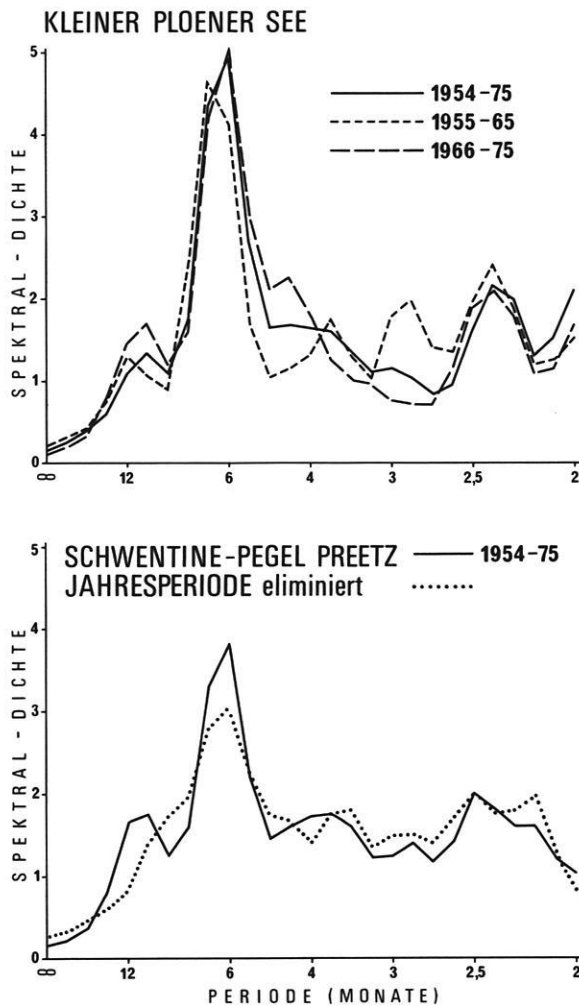 KLEINER PLOENER SEE
1954-75
1955-65
1966-75
SPEKTRAL-DICHTE
5
4
3
2
1
0
∞ 12 6 4 3 2,5 2
SCHWENTINE-PEGEL PREETZ 1954-75
JAHRESPERIODE eliminiert
SPEKTRAL-DICHTE
5
4
3
2
1
0
∞ 12 6 4 3 2,5 2
PERIODE (MONATE)